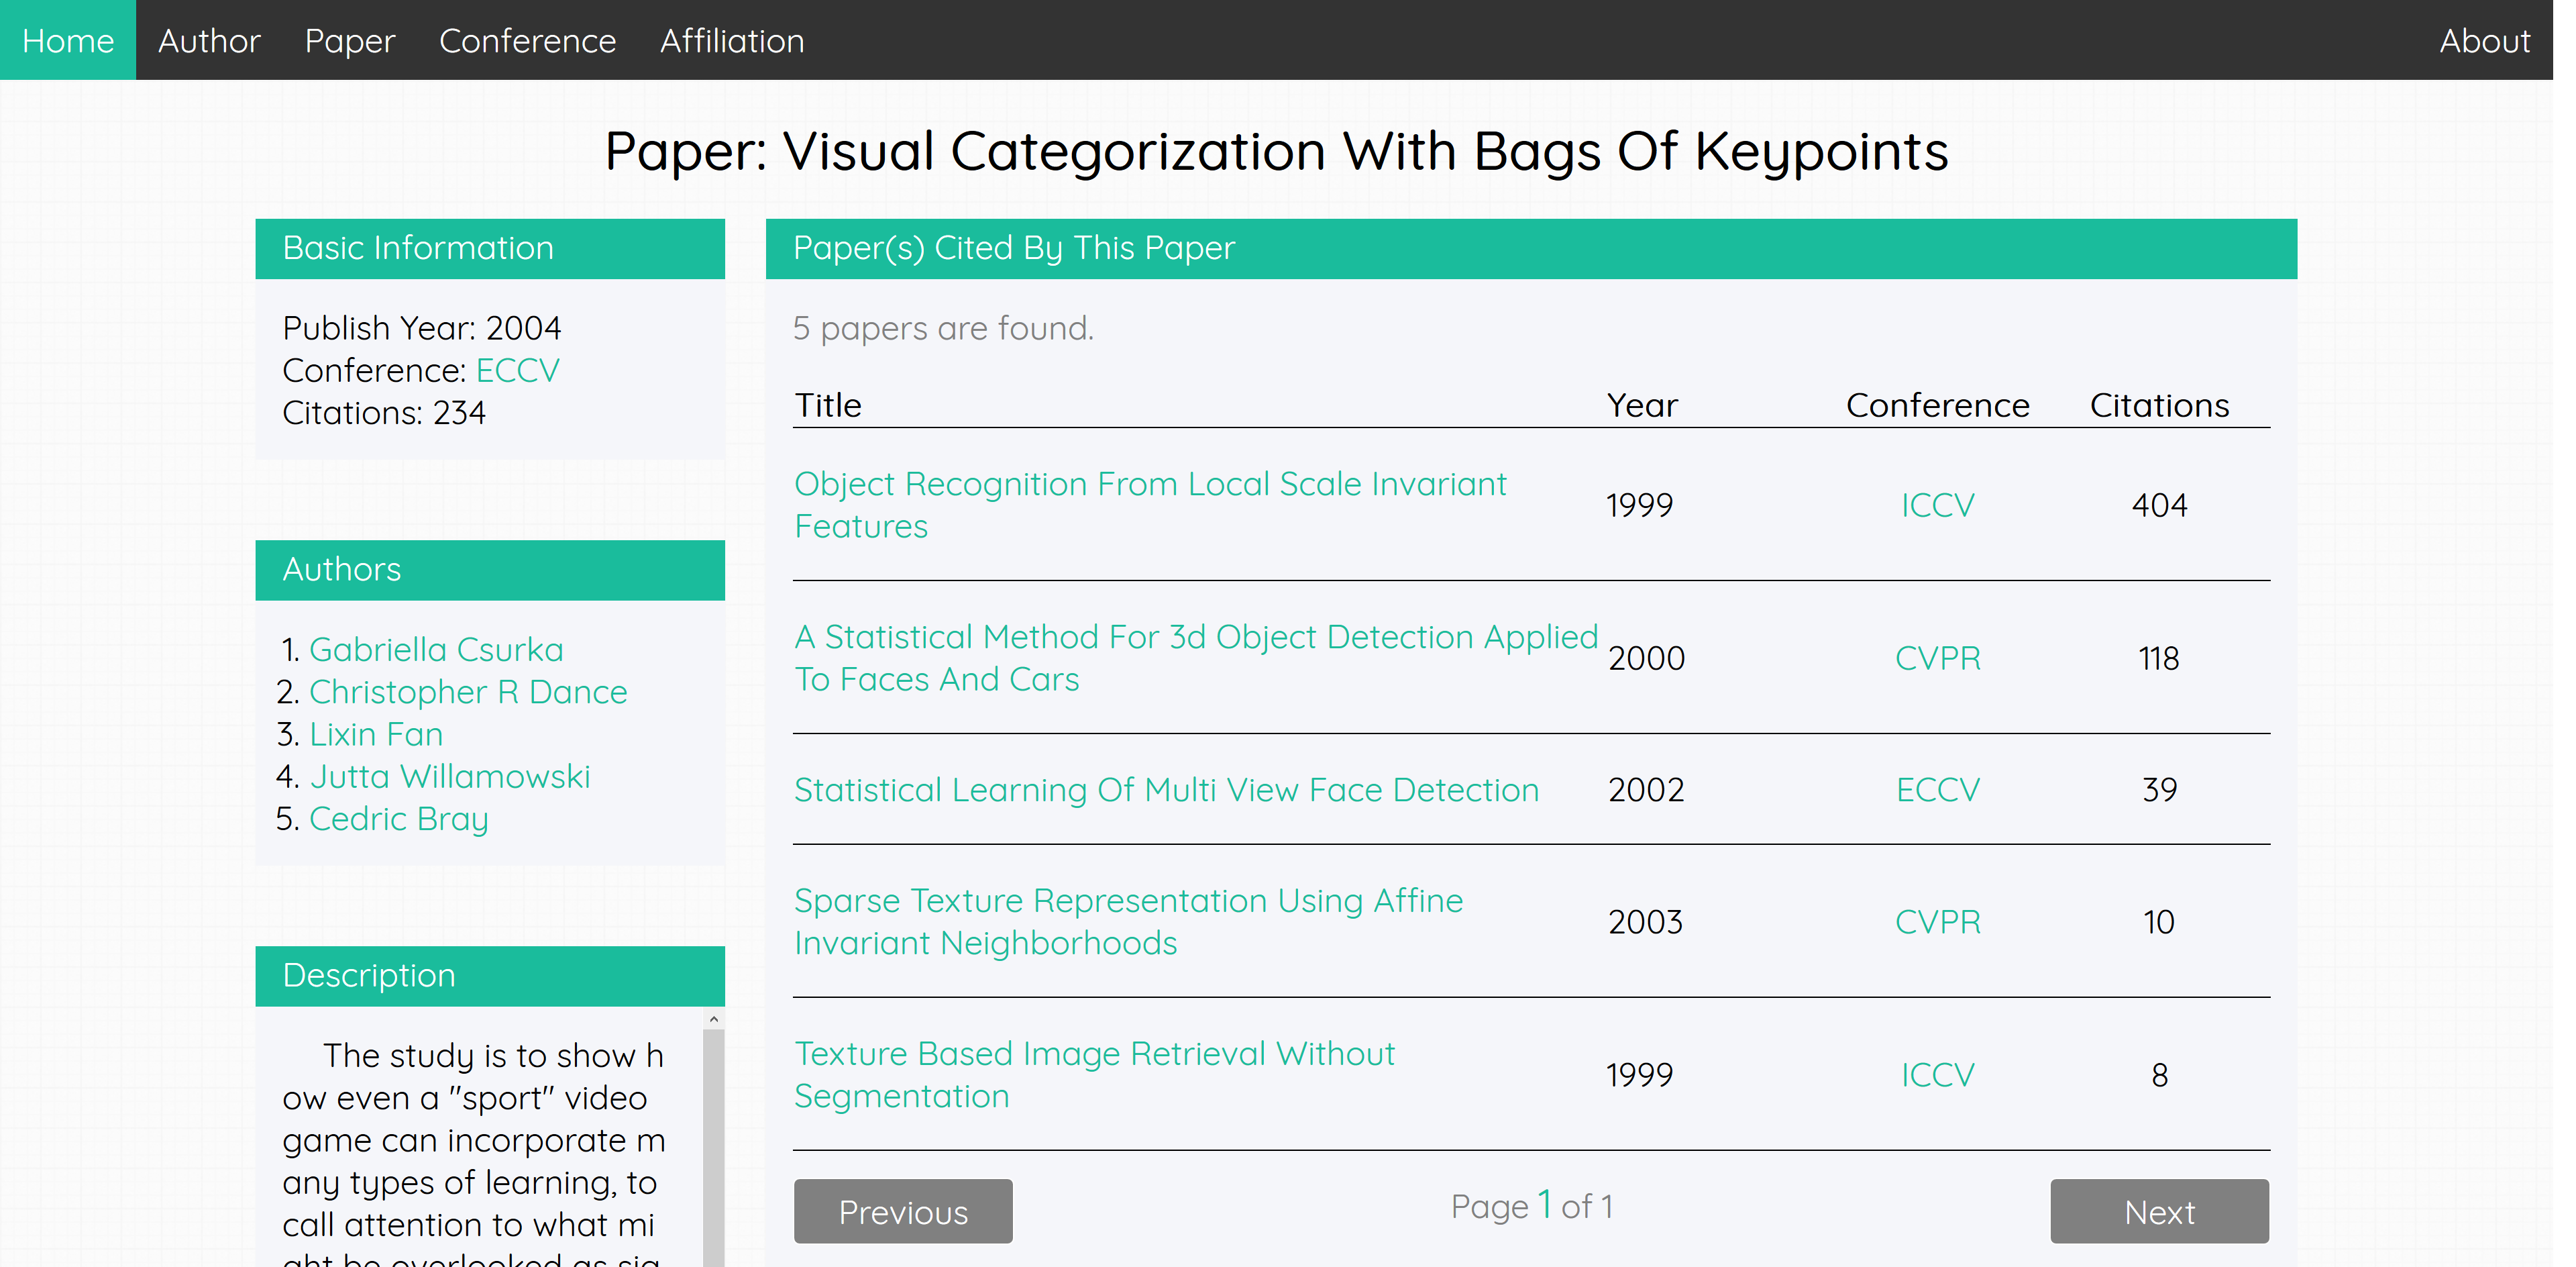 Home Author Paper Conference Affiliation About
Paper: Visual Categorization With Bags Of Keypoints
Basic Information
Publish Year: 2004
Conference: ECCV
Citations: 234
Authors
1. Gabriella Csurka
2. Christopher R Dance
3. Lixin Fan
4. Jutta Willamowski
5. Cedric Bray
Description
The study is to show h
ow even a "sport" video
game can incorporate m
any types of learning, to
call attention to what mi
ght be overlooked as sig
Paper(s) Cited By This Paper
5 papers are found.
Title Year Conference Citations
Object Recognition From Local Scale Invariant
Features 1999 ICCV 404
A Statistical Method For 3d Object Detection Applied
To Faces And Cars 2000 CVPR 118
Statistical Learning Of Multi View Face Detection 2002 ECCV 39
Sparse Texture Representation Using Affine
Invariant Neighborhoods 2003 CVPR 10
Texture Based Image Retrieval Without
Segmentation 1999 ICCV 8
Previous Page 1 of 1 Next